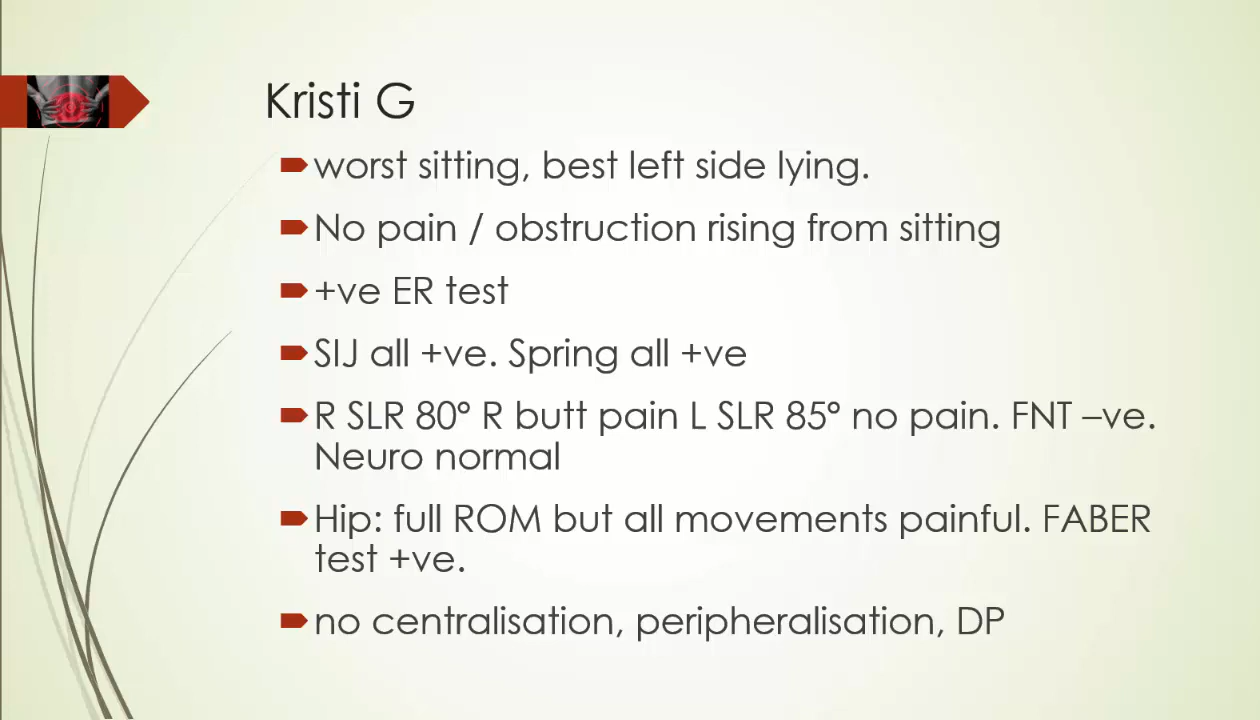 Kristi G
worst sitting, best left side lying.
No pain / obstruction rising from sitting
+ve ER test
SIJ all +ve. Spring all +ve
R SLR 80° R butt pain L SLR 85° no pain. FNT –ve.
Neuro normal
Hip: full ROM but all movements painful. FABER
test +ve.
no centralisation, peripheralisation, DP